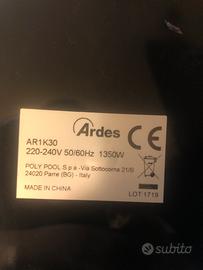 Ardes
CE
AR1K30
220-240V 50/60Hz 1350W
POLY POOL S.p.a -Via Sottocorna 21/B
24020 Parre (BG) - Italy
MADE IN CHINA
LOT 1719
subito